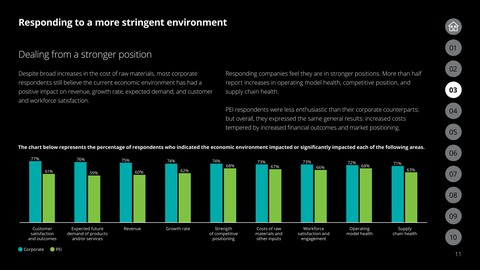 Responding to a more stringent environment
Dealing from a stronger position
Despite broad increases in the cost of raw materials, most corporate
respondents still believe the current economic environment has had a
positive impact on revenue, growth rate, expected demand, and customer
and workforce satisfaction.
Responding companies feel they are in stronger positions. More than half
report increases in operating model health, competitive position, and
supply chain health.
PEI respondents were less enthusiastic than their corporate counterparts;
but overall, they expressed the same general results: increased costs
tempered by increased financial outcomes and market positioning.
The chart below represents the percentage of respondents who indicated the economic environment impacted or significantly impacted each of the following areas.
77%
61%
76%
59%
75%
60%
74%
62%
74%
68%
73%
67%
73%
66%
72%
68%
71%
63%
Customer
satisfaction
and outcomes
Expected future
demand of products
and/or services
Revenue
Growth rate
Strength
of competitive
positioning
Costs of raw
materials and
other inputs
Workforce
satisfaction and
engagement
Operating
model health
Supply
chain health
Corporate
PEI
01
02
03
04
05
06
07
08
09
10
11